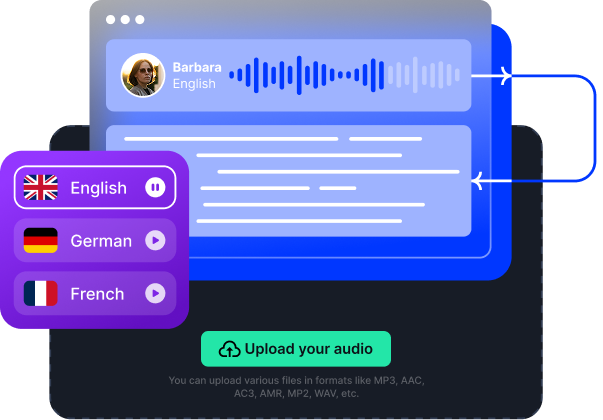 Barbara
English
English
German
French
Upload your audio
You can upload various files in formats like MP3, AAC,
AC3, AMR, MP2, WAV, etc.